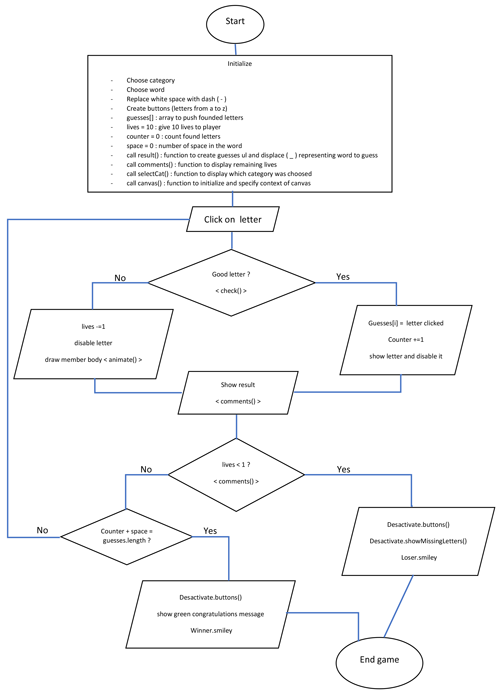 Start
Initialize
- Choose category
- Choose word
- Replace white space with dash ( - )
- Create buttons (letters from a to z)
- guesses[] : array to push founded letters
- lives = 10 : give 10 lives to player
- counter = 0 : count found letters
- space = 0 : number of space in the word
- call result() : function to create guesses ul and displace ( _ ) representing word to guess
- call comments() : function to display remaining lives
- call selectCat() : function to display which category was choosed
- call canvas() : function to initialize and specify context of canvas
Click on letter
Good letter ?
< check() >
No
Yes
lives -=1
disable letter
draw member body < animate() >
Guesses[i] = letter clicked
Counter +=1
show letter and disable it
Show result
< comments() >
lives < 1 ?
< comments() >
No
Yes
Counter + space =
guesses.length ?
No
Yes
Desactivate.buttons()
Desactivate.showMissingLetters()
Loser.smiley
Desactivate.buttons()
show green congratulations message
Winner.smiley
End game